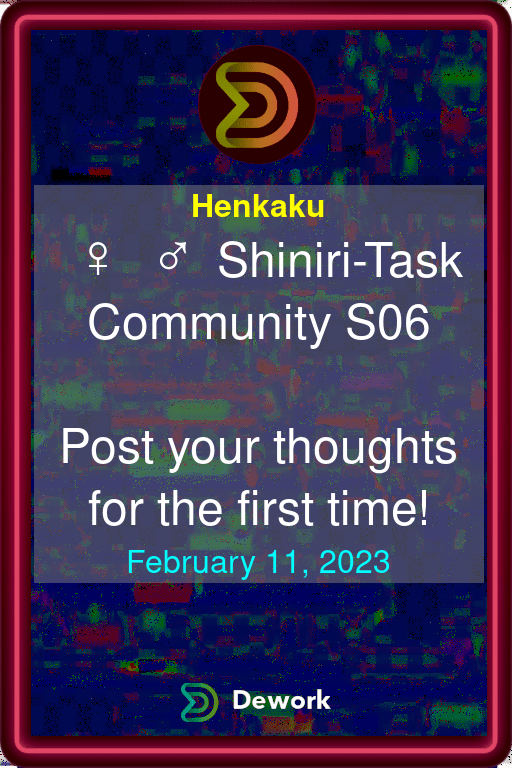 Henkaku
♀ ♂ Shiniri-Task
Community S06
Post your thoughts
for the first time!
February 11, 2023
Dework